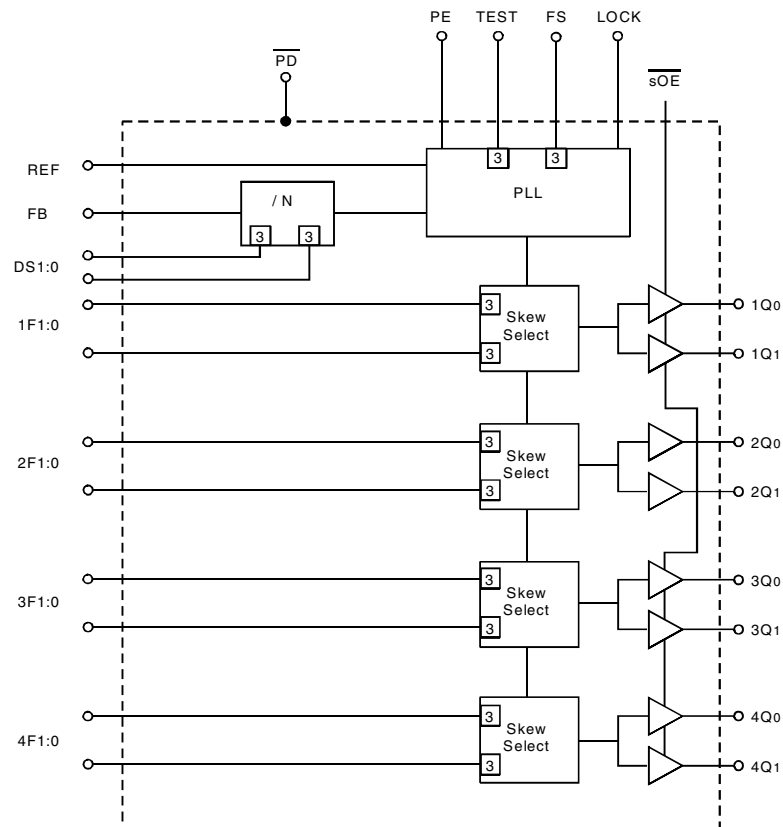 PE TEST FS LOCK
PD
sOE
3 3
REF
PLL
/ N
FB
3 3
DS1:0
3
1F1:0
Skew
Select
1Q0
3
1Q1
3
2F1:0
Skew
Select
2Q0
3
2Q1
3
3F1:0
Skew
Select
3Q0
3
3Q1
3
4F1:0
Skew
Select
4Q0
3
4Q1